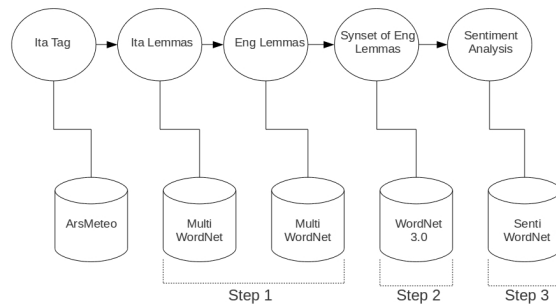 Ita Tag
Ita Lemmas
Eng Lemmas
Synset of Eng
Lemmas
Sentiment
Analysis
ArsMeteo
Multi
WordNet
Multi
WordNet
WordNet
3.0
Senti
WordNet
Step 1
Step 2
Step 3